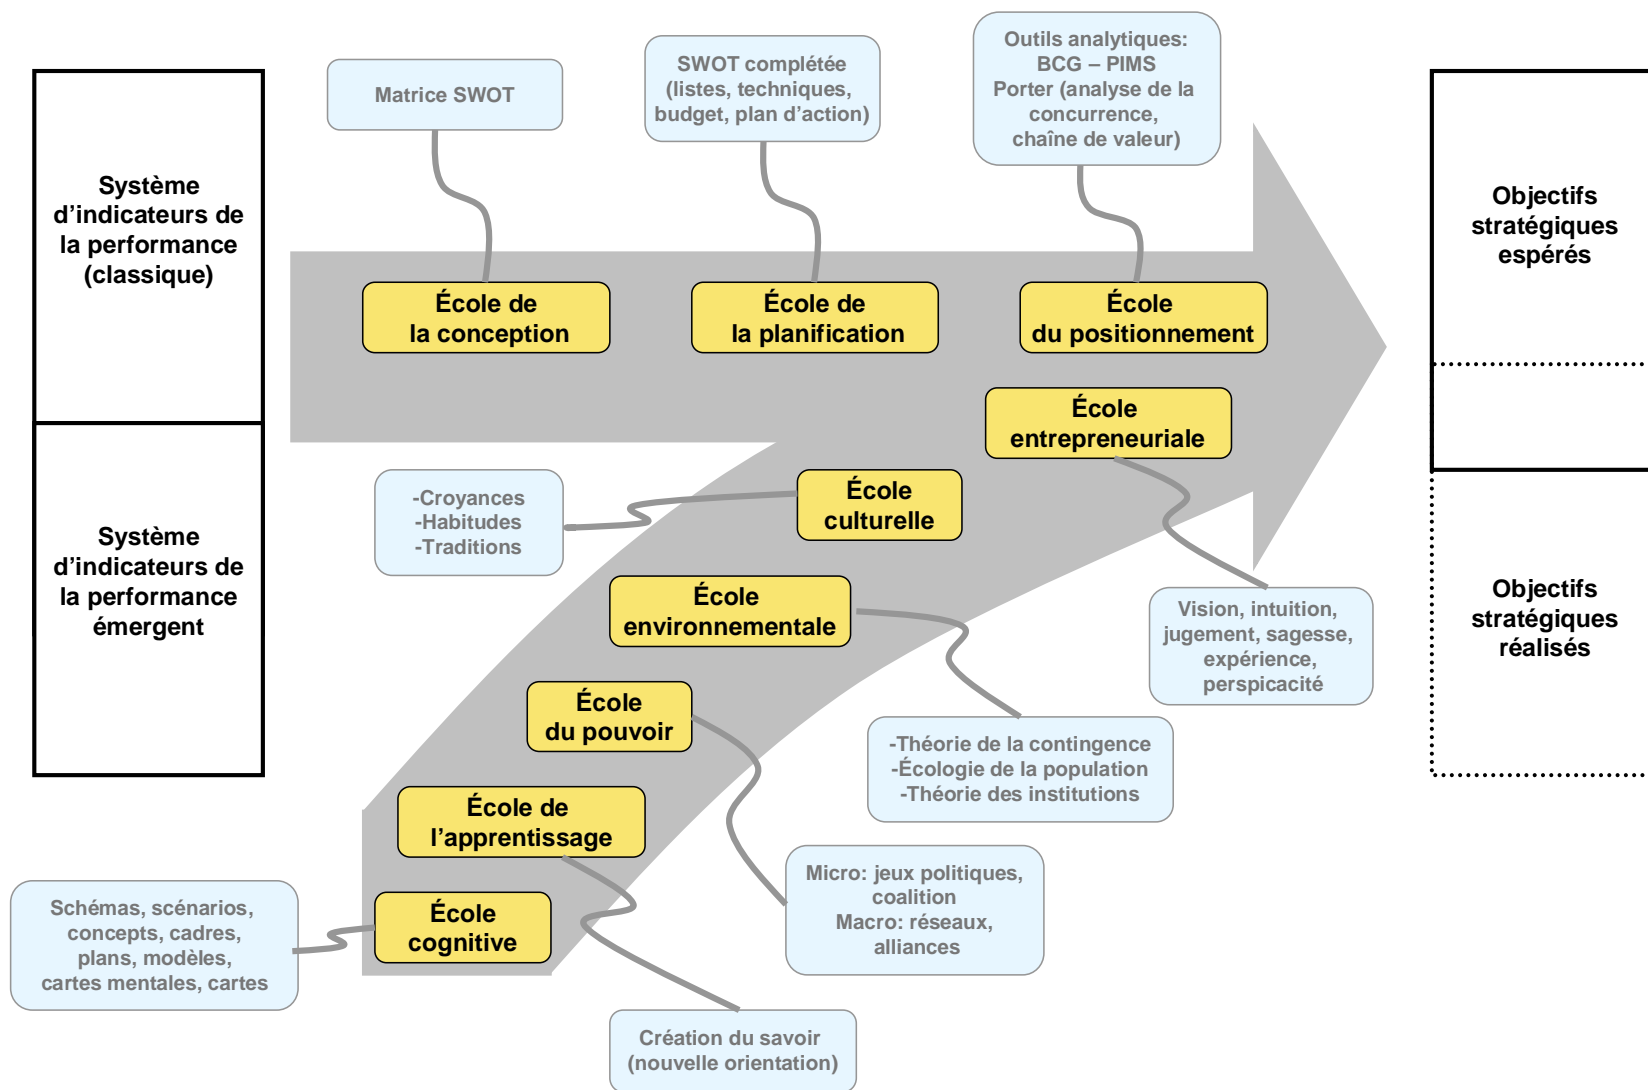 Matrice SWOT
SWOT complétée
(listes, techniques,
budget, plan d’action)
Outils analytiques:
BCG – PIMS
Porter (analyse de la
concurrence,
chaîne de valeur)
Système
d’indicateurs de
la performance
(classique)
Objectifs
stratégiques
espérés
École de
la conception
École de
la planification
École
du positionnement
École
entrepreneuriale
-Croyances
-Habitudes
-Traditions
École
culturelle
Système
d’indicateurs de
la performance
émergent
École
environnementale
Vision, intuition,
jugement, sagesse,
expérience,
perspicacité
Objectifs
stratégiques
réalisés
École
du pouvoir
-Théorie de la contingence
-Écologie de la population
-Théorie des institutions
École de
l’apprentissage
Micro: jeux politiques,
coalition
Macro: réseaux,
alliances
Schémas, scénarios,
concepts, cadres,
plans, modèles,
cartes mentales, cartes
École
cognitive
Création du savoir
(nouvelle orientation)